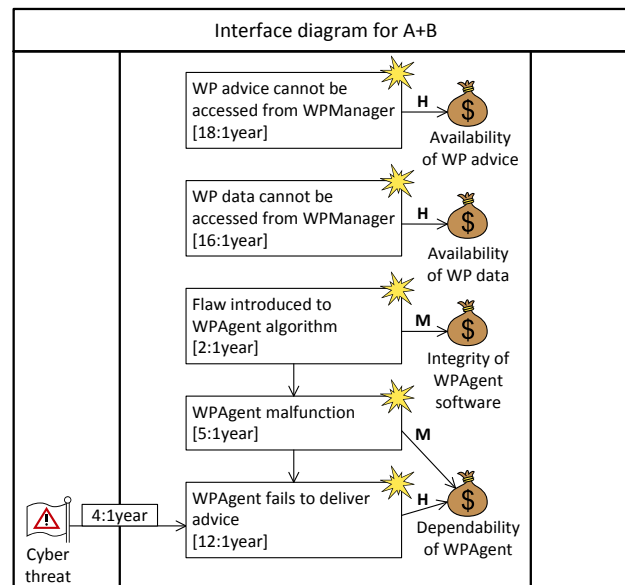 Interface diagram for A+B
WP advice cannot be
accessed from WPManager
[18:1year]
H
$
Availability
of WP advice
WP data cannot be
accessed from WPManager
[16:1year]
H
$
Availability
of WP data
Flaw introduced to
WPAgent algorithm
[2:1year]
M
$
Integrity of
WPAgent
software
WPAgent malfunction
[5:1year]
M
WPAgent fails to deliver
advice
[12:1year]
H
$
Dependability
of WPAgent
4:1year
Cyber
threat